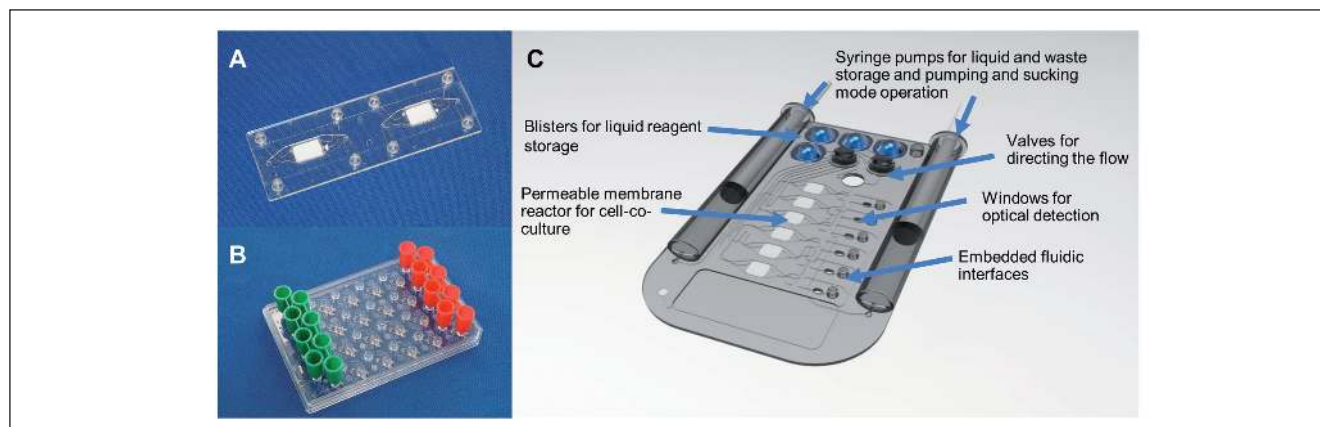 A
B
C
Syringe pumps for liquid and waste
storage and pumping and sucking
mode operation
Blisters for liquid reagent
storage
Valves for
directing the flow
Permeable membrane
reactor for cell-co-
culture
Windows for
optical detection
Embedded fluidic
interfaces